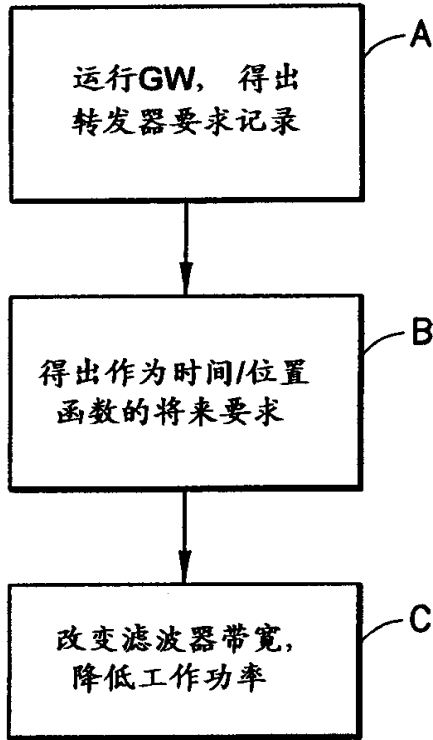 A
运行GW, 得出
转发器要求记录
B
得出作为时间/位置
函数的将来要求
C
改变滤波器带宽,
降低工作功率